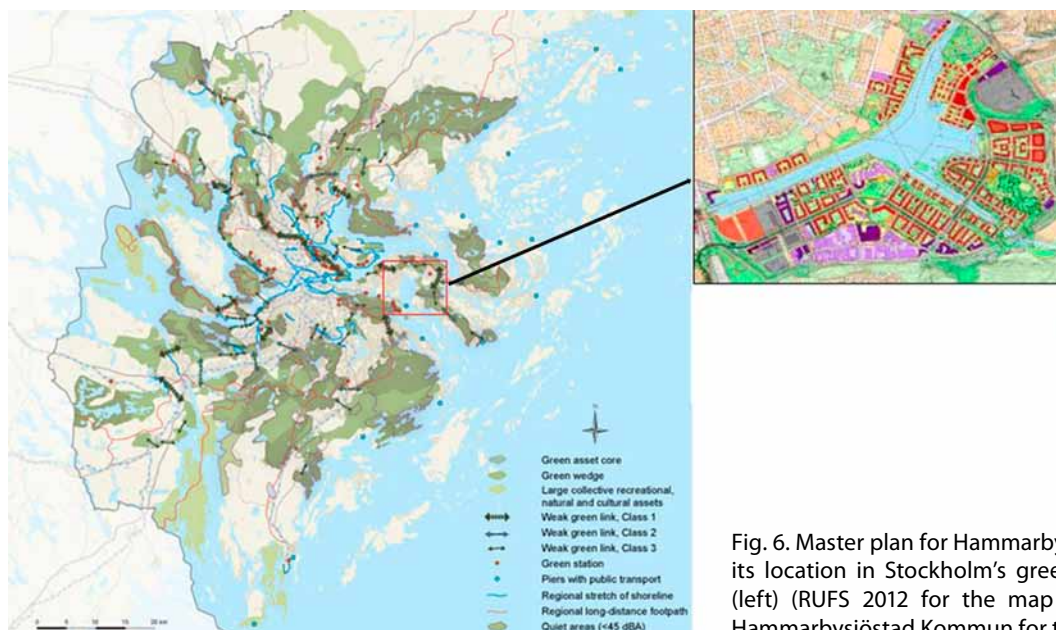 Green asset core
Green wedge
Large collective recreational,
natural and cultural assets
Weak green link, Class 1
Weak green link, Class 2
Weak green link, Class 3
Green station
Piers with public transport
Regional stretch of shoreline
Regional long-distance footpath
Quiet areas (<45 dBA)
Fig. 6. Master plan for Hammarby
its location in Stockholm's gree
(left) (RUFS 2012 for the map